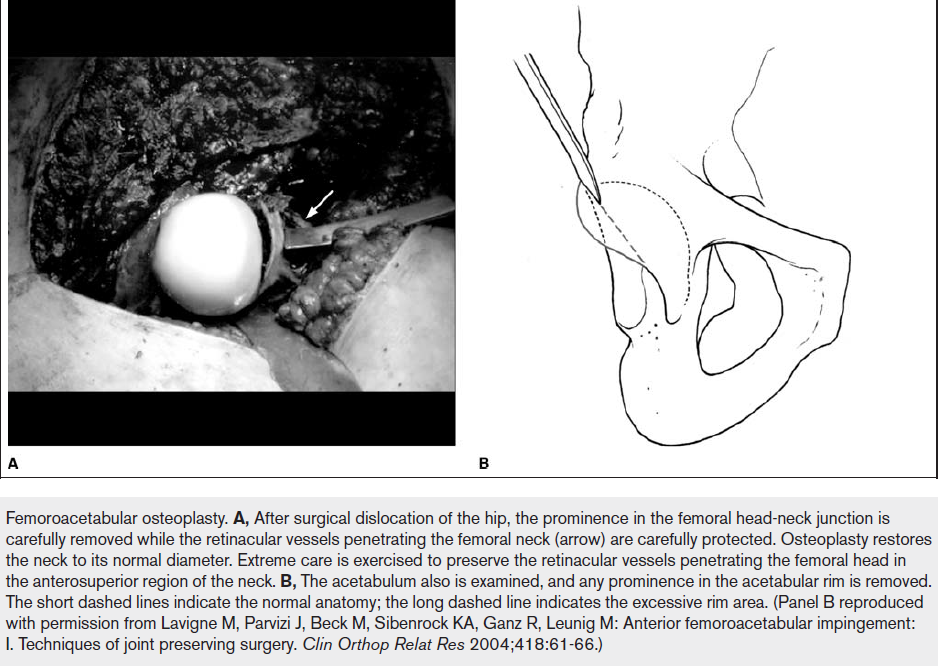 A
B
Femoroacetabular osteoplasty. A, After surgical dislocation of the hip, the prominence in the femoral head-neck junction is
carefully removed while the retinacular vessels penetrating the femoral neck (arrow) are carefully protected. Osteoplasty restores
the neck to its normal diameter. Extreme care is exercised to preserve the retinacular vessels penetrating the femoral head in
the anterosuperior region of the neck. B, The acetabulum also is examined, and any prominence in the acetabular rim is removed.
The short dashed lines indicate the normal anatomy; the long dashed line indicates the excessive rim area. (Panel B reproduced
with permission from Lavigne M, Parvizi J, Beck M, Sibenrock KA, Ganz R, Leunig M: Anterior femoroacetabular impingement:
I. Techniques of joint preserving surgery. Clin Orthop Relat Res 2004;418:61-66.)